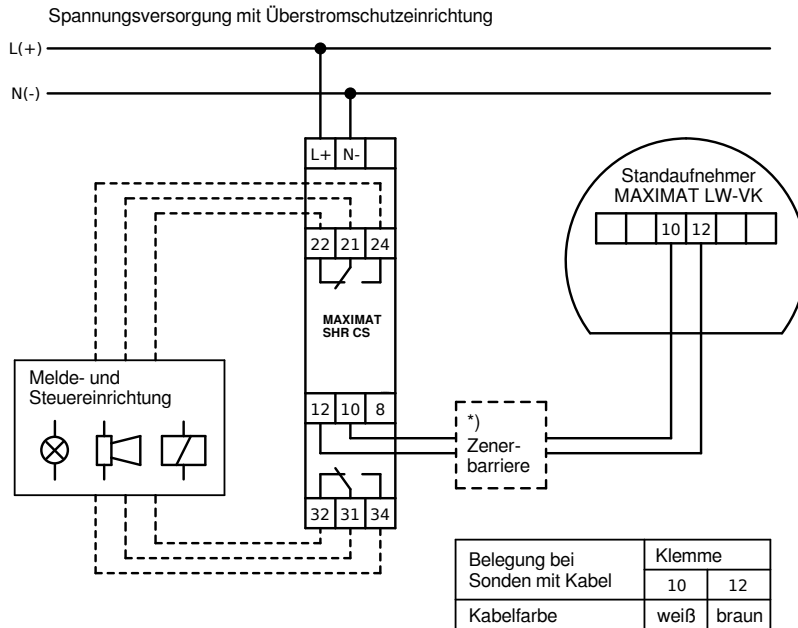 Spannungsversorgung mit Überstromschutzeinrichtung
L(+)
N(-)
L+ N-
Standaufnehmer
MAXIMAT LW-VK
10 12
22 21 24
MAXIMAT
SHR CS
Melde- und
Steuereinrichtung
12 10 8
*)
Zener-
barriere
32 31 34
Belegung bei
Sonden mit Kabel
Klemme
10 12
Kabelfarbe weiß braun